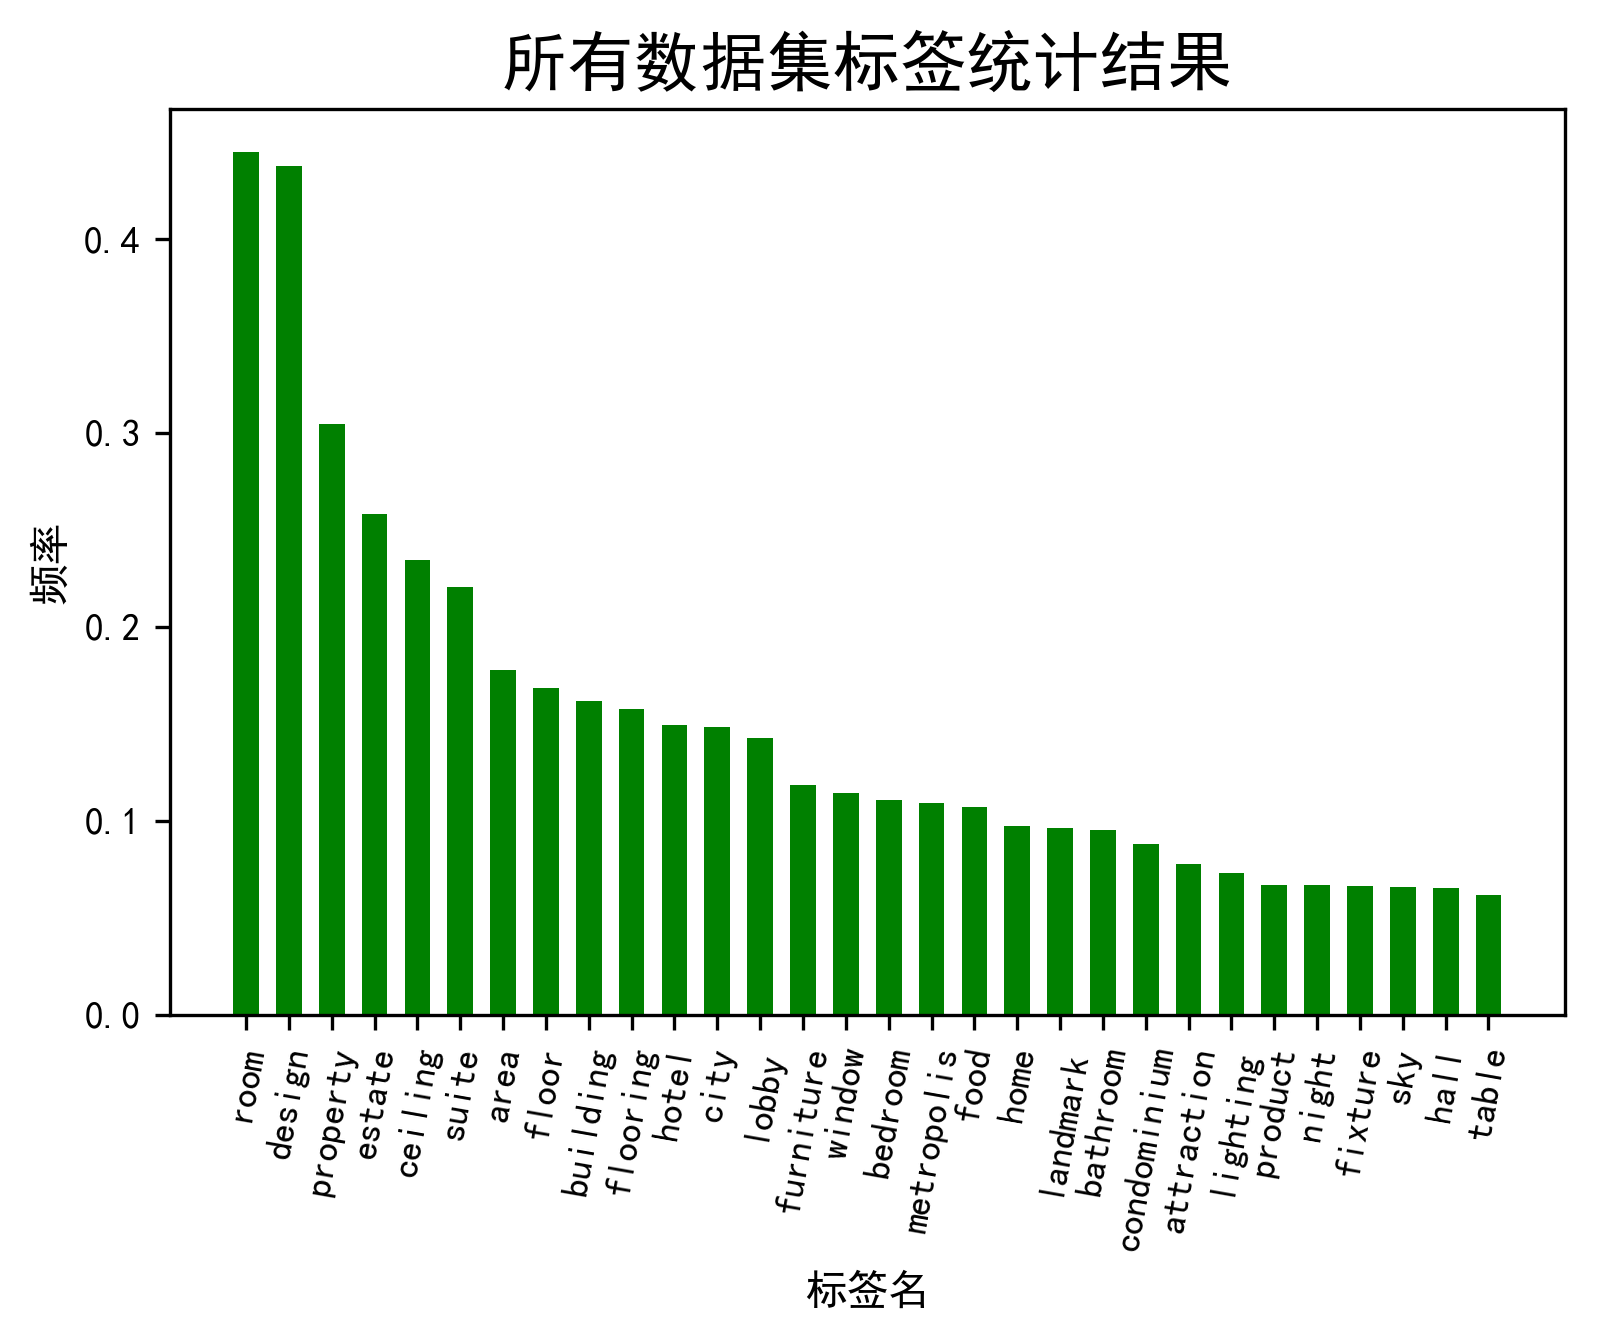 所有数据集标签统计结果
频率
0.4
0.3
0.2
0.1
0.0
room
design
property
estate
ceiling
suite
area
floor
building
flooring
hotel
city
lobby
furniture
window
bedroom
metropolis
food
home
landmark
bathroom
condominium
attraction
lighting
product
night
fixture
sky
hall
table
标签名